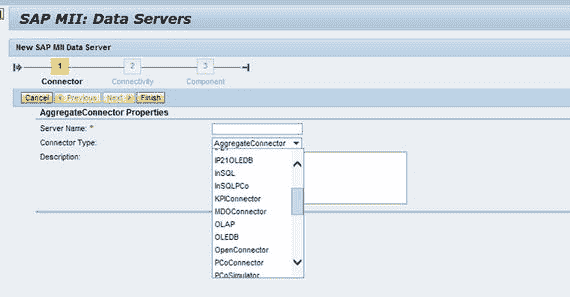 SAP MII: Data Servers
New SAP MII Data Server
1 2 3
Connector Connectivity Component
Cancel Previous Next Finish
AggregateConnector Properties
Server Name: *
Connector Type: AggregateConnector
Description:
IP21OLEDB
InSQL
InSQLPCo
KPIConnector
MDOConnector
OLAP
OLEDB
OpenConnector
PCoConnector
PCoSimulator